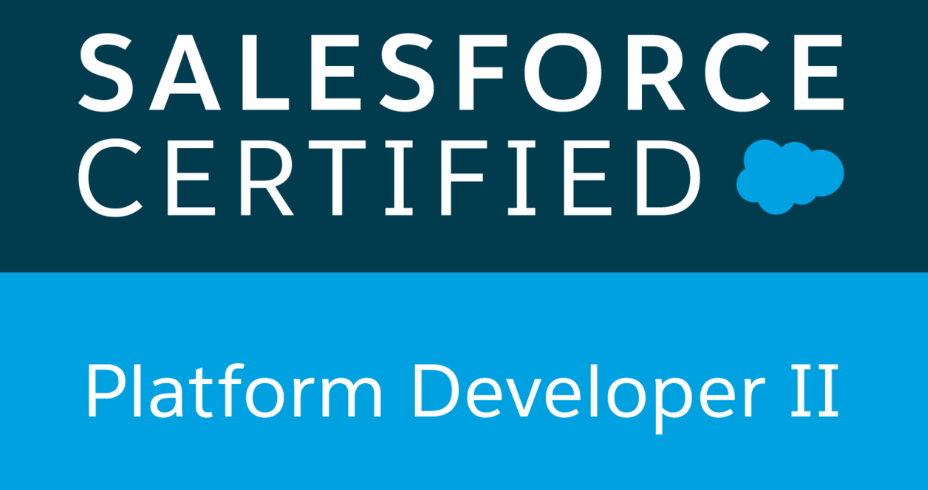 SALESFORCE
CERTIFIED
Platform Developer II